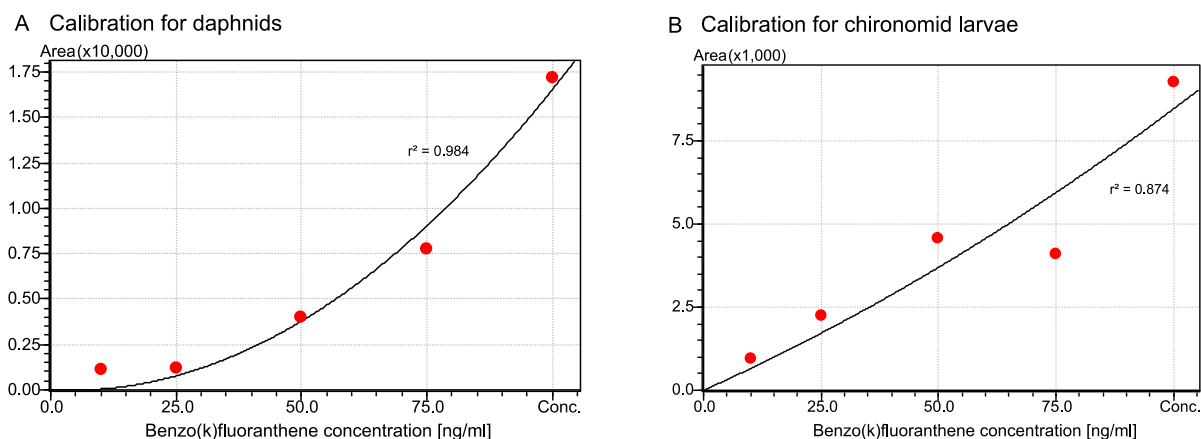 A Calibration for daphnids
Area(x10,000)
1.75
1.50
1.25
1.00
0.75
0.50
0.25
0.00
r² = 0.984
0.0 25.0 50.0 75.0 Conc.
Benzo(k)fluoranthene concentration [ng/ml]
B Calibration for chironomid larvae
Area(x1,000)
7.5
5.0
2.5
0.0
r² = 0.874
0.0 25.0 50.0 75.0 Conc.
Benzo(k)fluoranthene concentration [ng/ml]